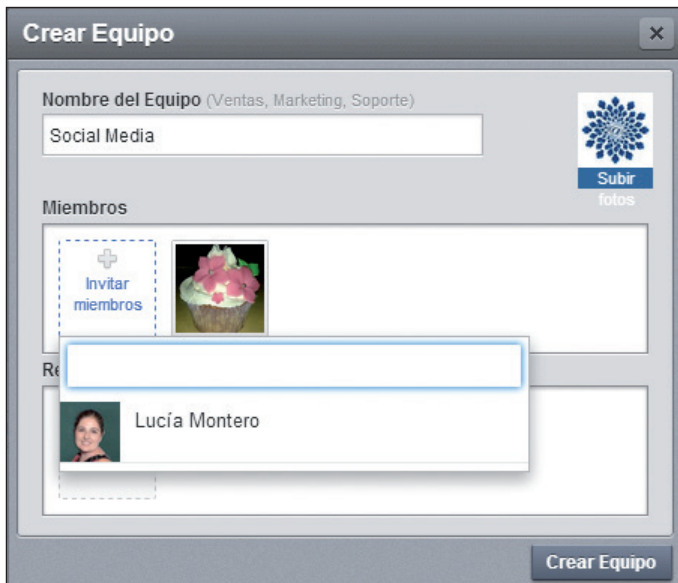 Crear Equipo
Nombre del Equipo (Ventas, Marketing, Soporte)
Social Media
Subir
fotos
Miembros
Invitar
miembros
Re
Lucía Montero
Crear Equipo